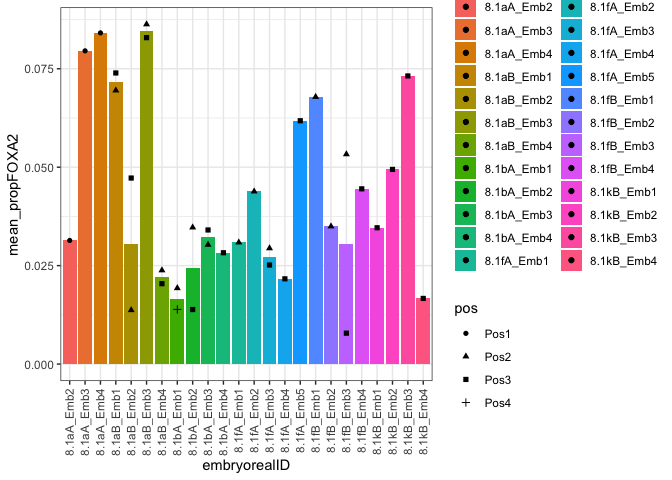 mean_propFOXA2
0.075
0.050
0.025
0.000
8.1aA_Emb2
8.1aA_Emb3
8.1aA_Emb4
8.1aB_Emb1
8.1aB_Emb2
8.1aB_Emb3
8.1aB_Emb4
8.1bA_Emb1
8.1bA_Emb2
8.1bA_Emb3
8.1bA_Emb4
8.1fA_Emb1
8.1fA_Emb2
8.1fA_Emb3
8.1fA_Emb4
8.1fA_Emb5
8.1fB_Emb1
8.1fB_Emb2
8.1fB_Emb3
8.1fB_Emb4
8.1kB_Emb1
8.1kB_Emb2
8.1kB_Emb3
8.1kB_Emb4
embryorealID
8.1aA_Emb2
8.1aA_Emb3
8.1aA_Emb4
8.1aB_Emb1
8.1aB_Emb2
8.1aB_Emb3
8.1aB_Emb4
8.1bA_Emb1
8.1bA_Emb2
8.1bA_Emb3
8.1bA_Emb4
8.1fA_Emb1
8.1fA_Emb2
8.1fA_Emb3
8.1fA_Emb4
8.1fA_Emb5
8.1fB_Emb1
8.1fB_Emb2
8.1fB_Emb3
8.1fB_Emb4
8.1kB_Emb1
8.1kB_Emb2
8.1kB_Emb3
8.1kB_Emb4
pos
Pos1
Pos2
Pos3
Pos4